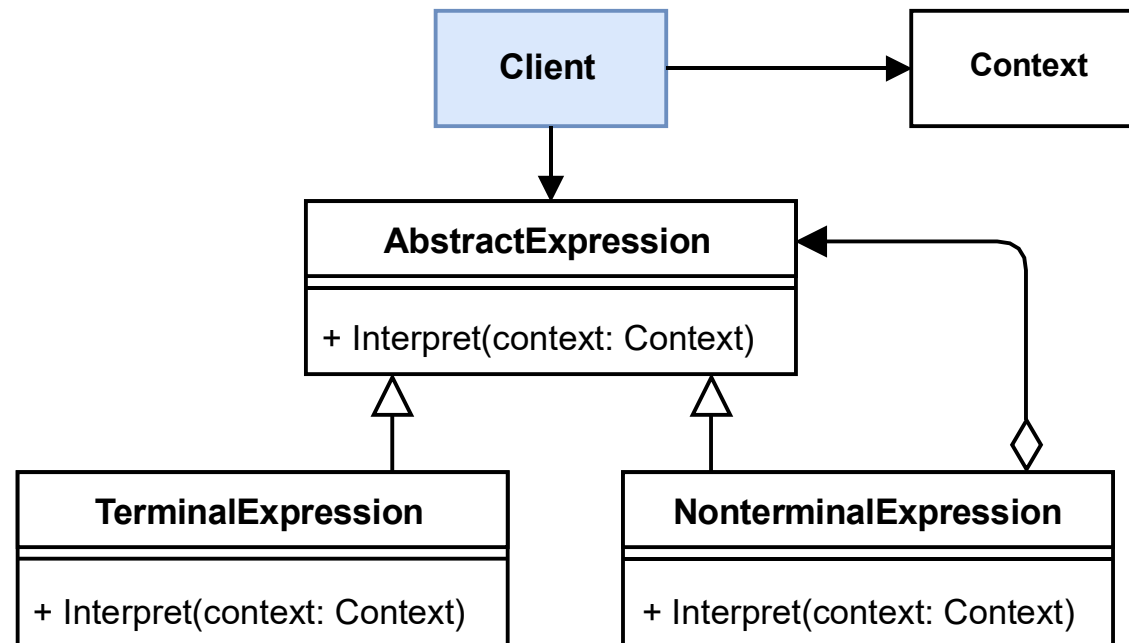 Client
Context
AbstractExpression
+ Interpret(context: Context)
TerminalExpression
NonterminalExpression
+ Interpret(context: Context)
+ Interpret(context: Context)